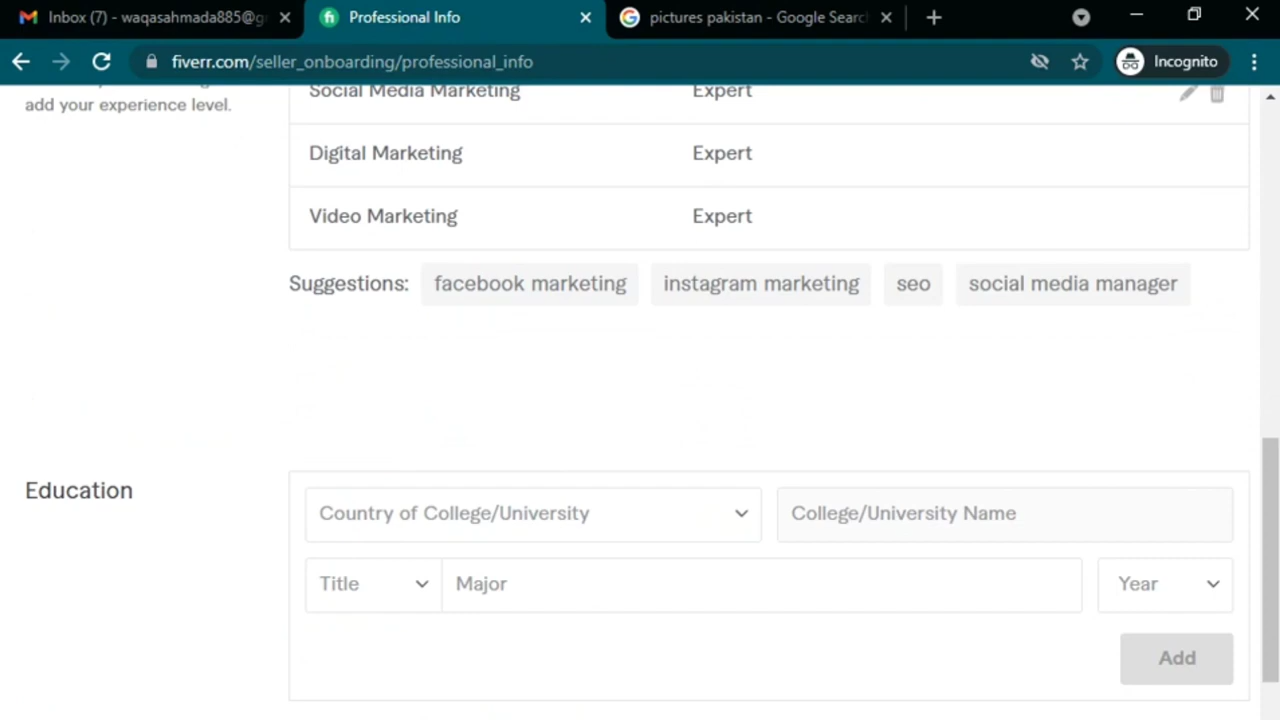 Inbox (7) - waqasahmada885@g
Professional Info
pictures pakistan - Google Searc
fiverr.com/seller_onboarding/professional_info
Incognito
add your experience level.
Social Media Marketing Expert
Digital Marketing Expert
Video Marketing Expert
Suggestions: facebook marketing instagram marketing seo social media manager
Education
Country of College/University College/University Name
Title Major Year
Add